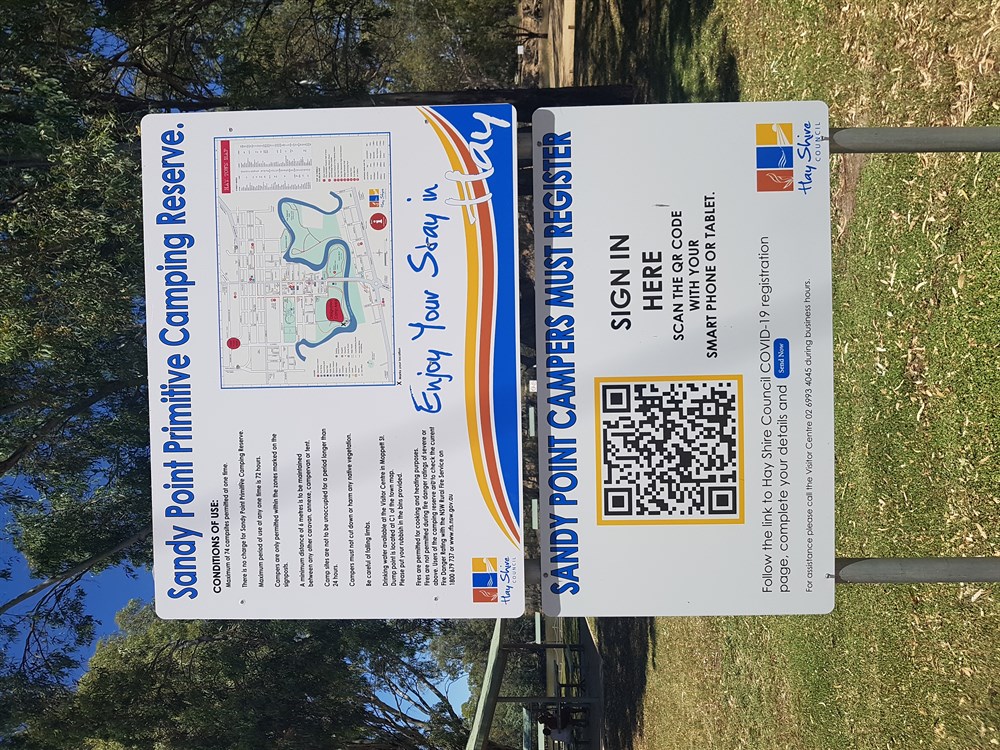 Sandy Point Primitive Camping Reserve.
CONDITIONS OF USE:
Maximum of 74 campsites permitted at one time.
There is no charge for Sandy Point Primitive Camping Reserve.
Maximum period of use at any one time is 72 hours.
Campers are only permitted within the zones marked on the
signposts.
A minimum distance of 6 metres is to be maintained
between any other caravan, annexe, campervan or tent.
Camp sites are not to be unoccupied for a period longer than
24 hours.
Campers must not cut down or harm any native vegetation.
Be careful of falling limbs.
Drinking water available at the Visitor Centre in Moppett St.
Dump point is located at C1 of the town map.
Please put your rubbish in the bins provided.
Fires are permitted for cooking and heating purposes.
Fires are not permitted during fire danger rating of severe or
above. Users of the camping reserve are to check the current
Fire Danger Rating with the NSW Rural Fire Service on
1800 679 737 or www.rfs.nsw.gov.au
HAY TOWN MAP
i
Enjoy Your Stay in
Hay
Hay Shire
COUNCIL
SANDY POINT CAMPERS MUST REGISTER
SIGN IN
HERE
SCAN THE QR CODE
WITH YOUR
SMART PHONE OR TABLET.
Follow the link to Hay Shire Council COVID-19 registration
page, complete your details and Send Now
For assistance please call the Visitor Centre 02 6993 4045 during business hours.
Hay Shire
COUNCIL